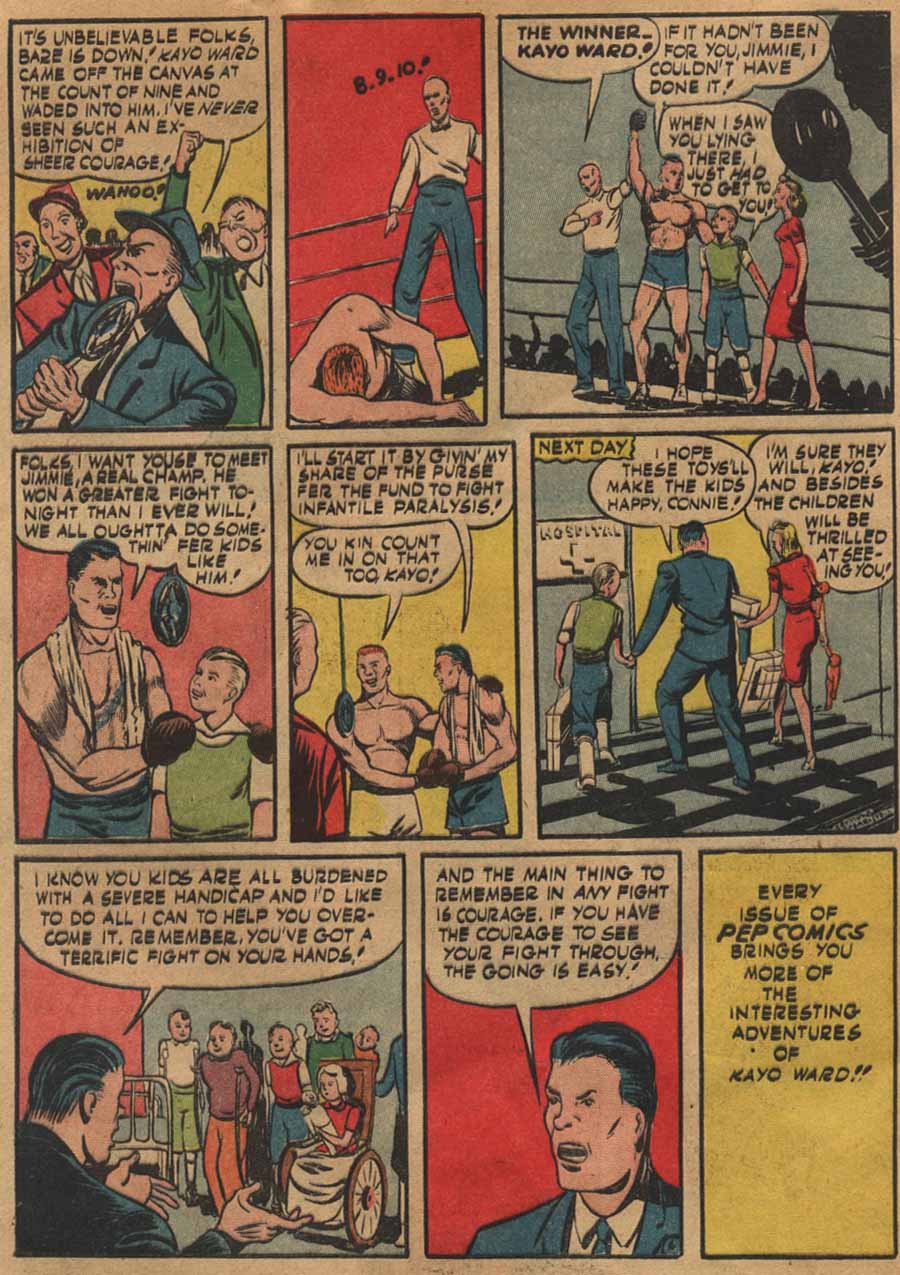 IT'S UNBELIEVABLE FOLKS,
BAZE IS DOWN! KAYO WARD
CAME OFF THE CANVAS AT
THE COUNT OF NINE AND
WADED INTO HIM. I'VE NEVER
SEEN SUCH AN EX-
HIBITION OF
SHEER COURAGE!
WAHOO!
8.9.10.!
THE WINNER_
KAYO WARD!
IF IT HADN'T BEEN
FOR YOU, JIMMIE, I
COULDN'T HAVE
DONE IT!
WHEN I SAW
YOU LYING
THERE, I
JUST HAD
TO GET TO
YOU!
FOLKS, I WANT YOUSE TO MEET
JIMMIE, A REAL CHAMP. HE
WON A GREATER FIGHT TO-
NIGHT THAN I EVER WILL!
WE ALL OUGHTTA DO SOME-
THIN' FER KIDS
LIKE
HIM!
I'LL START IT BY GIVIN' MY
SHARE OF THE PURSE
FER THE FUND TO FIGHT
INFANTILE PARALYSIS!
YOU KIN COUNT
ME IN ON THAT
TOO, KAYO!
NEXT DAY
I HOPE
THESE TOYS'LL
MAKE THE KIDS
HAPPY, CONNIE!
I'M SURE THEY
WILL, KAYO!
AND BESIDES
THE CHILDREN
WILL BE
THRILLED
AT SEE-
ING YOU!
HOSPITAL
I KNOW YOU KIDS ARE ALL BURDENED
WITH A SEVERE HANDICAP AND I'D LIKE
TO DO ALL I CAN TO HELP YOU OVER-
COME IT. REMEMBER, YOU'VE GOT A
TERRIFIC FIGHT ON YOUR HANDS!
AND THE MAIN THING TO
REMEMBER IN ANY FIGHT
IS COURAGE. IF YOU HAVE
THE COURAGE TO SEE
YOUR FIGHT THROUGH,
THE GOING IS EASY!
EVERY
ISSUE OF
PEP COMICS
BRINGS YOU
MORE OF
THE
INTERESTING
ADVENTURES
OF
KAYO WARD!!